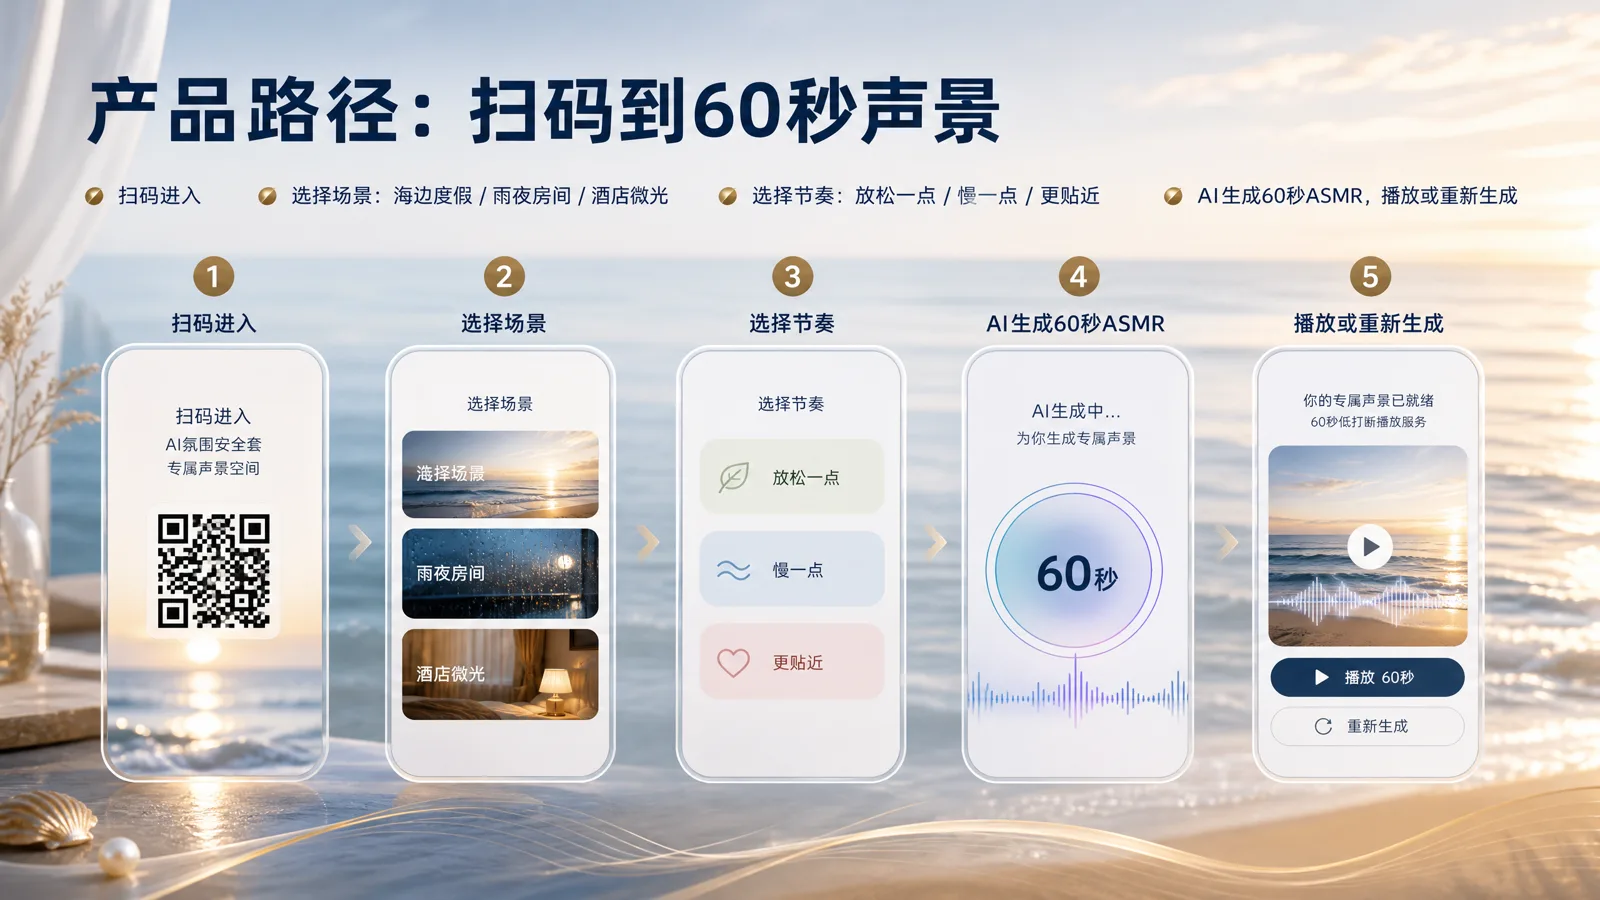 产品路径：扫码到60秒声景
扫码进入
选择场景：海边度假 / 雨夜房间 / 酒店微光
选择节奏：放松一点 / 慢一点 / 更贴近
AI生成60秒ASMR，播放或重新生成
1
扫码进入
扫码进入
AI氛围安全套
专属声景空间
2
选择场景
选择场景
择场
雨夜房间
酒店微光
3
选择节奏
选择节奏
放松一点
慢一点
更贴近
4
AI生成60秒ASMR
AI生成中...
为你生成专属声景
60秒
5
播放或重新生成
你的专属声景已就绪
60秒低打断播放服务
播放 60秒
重新生成